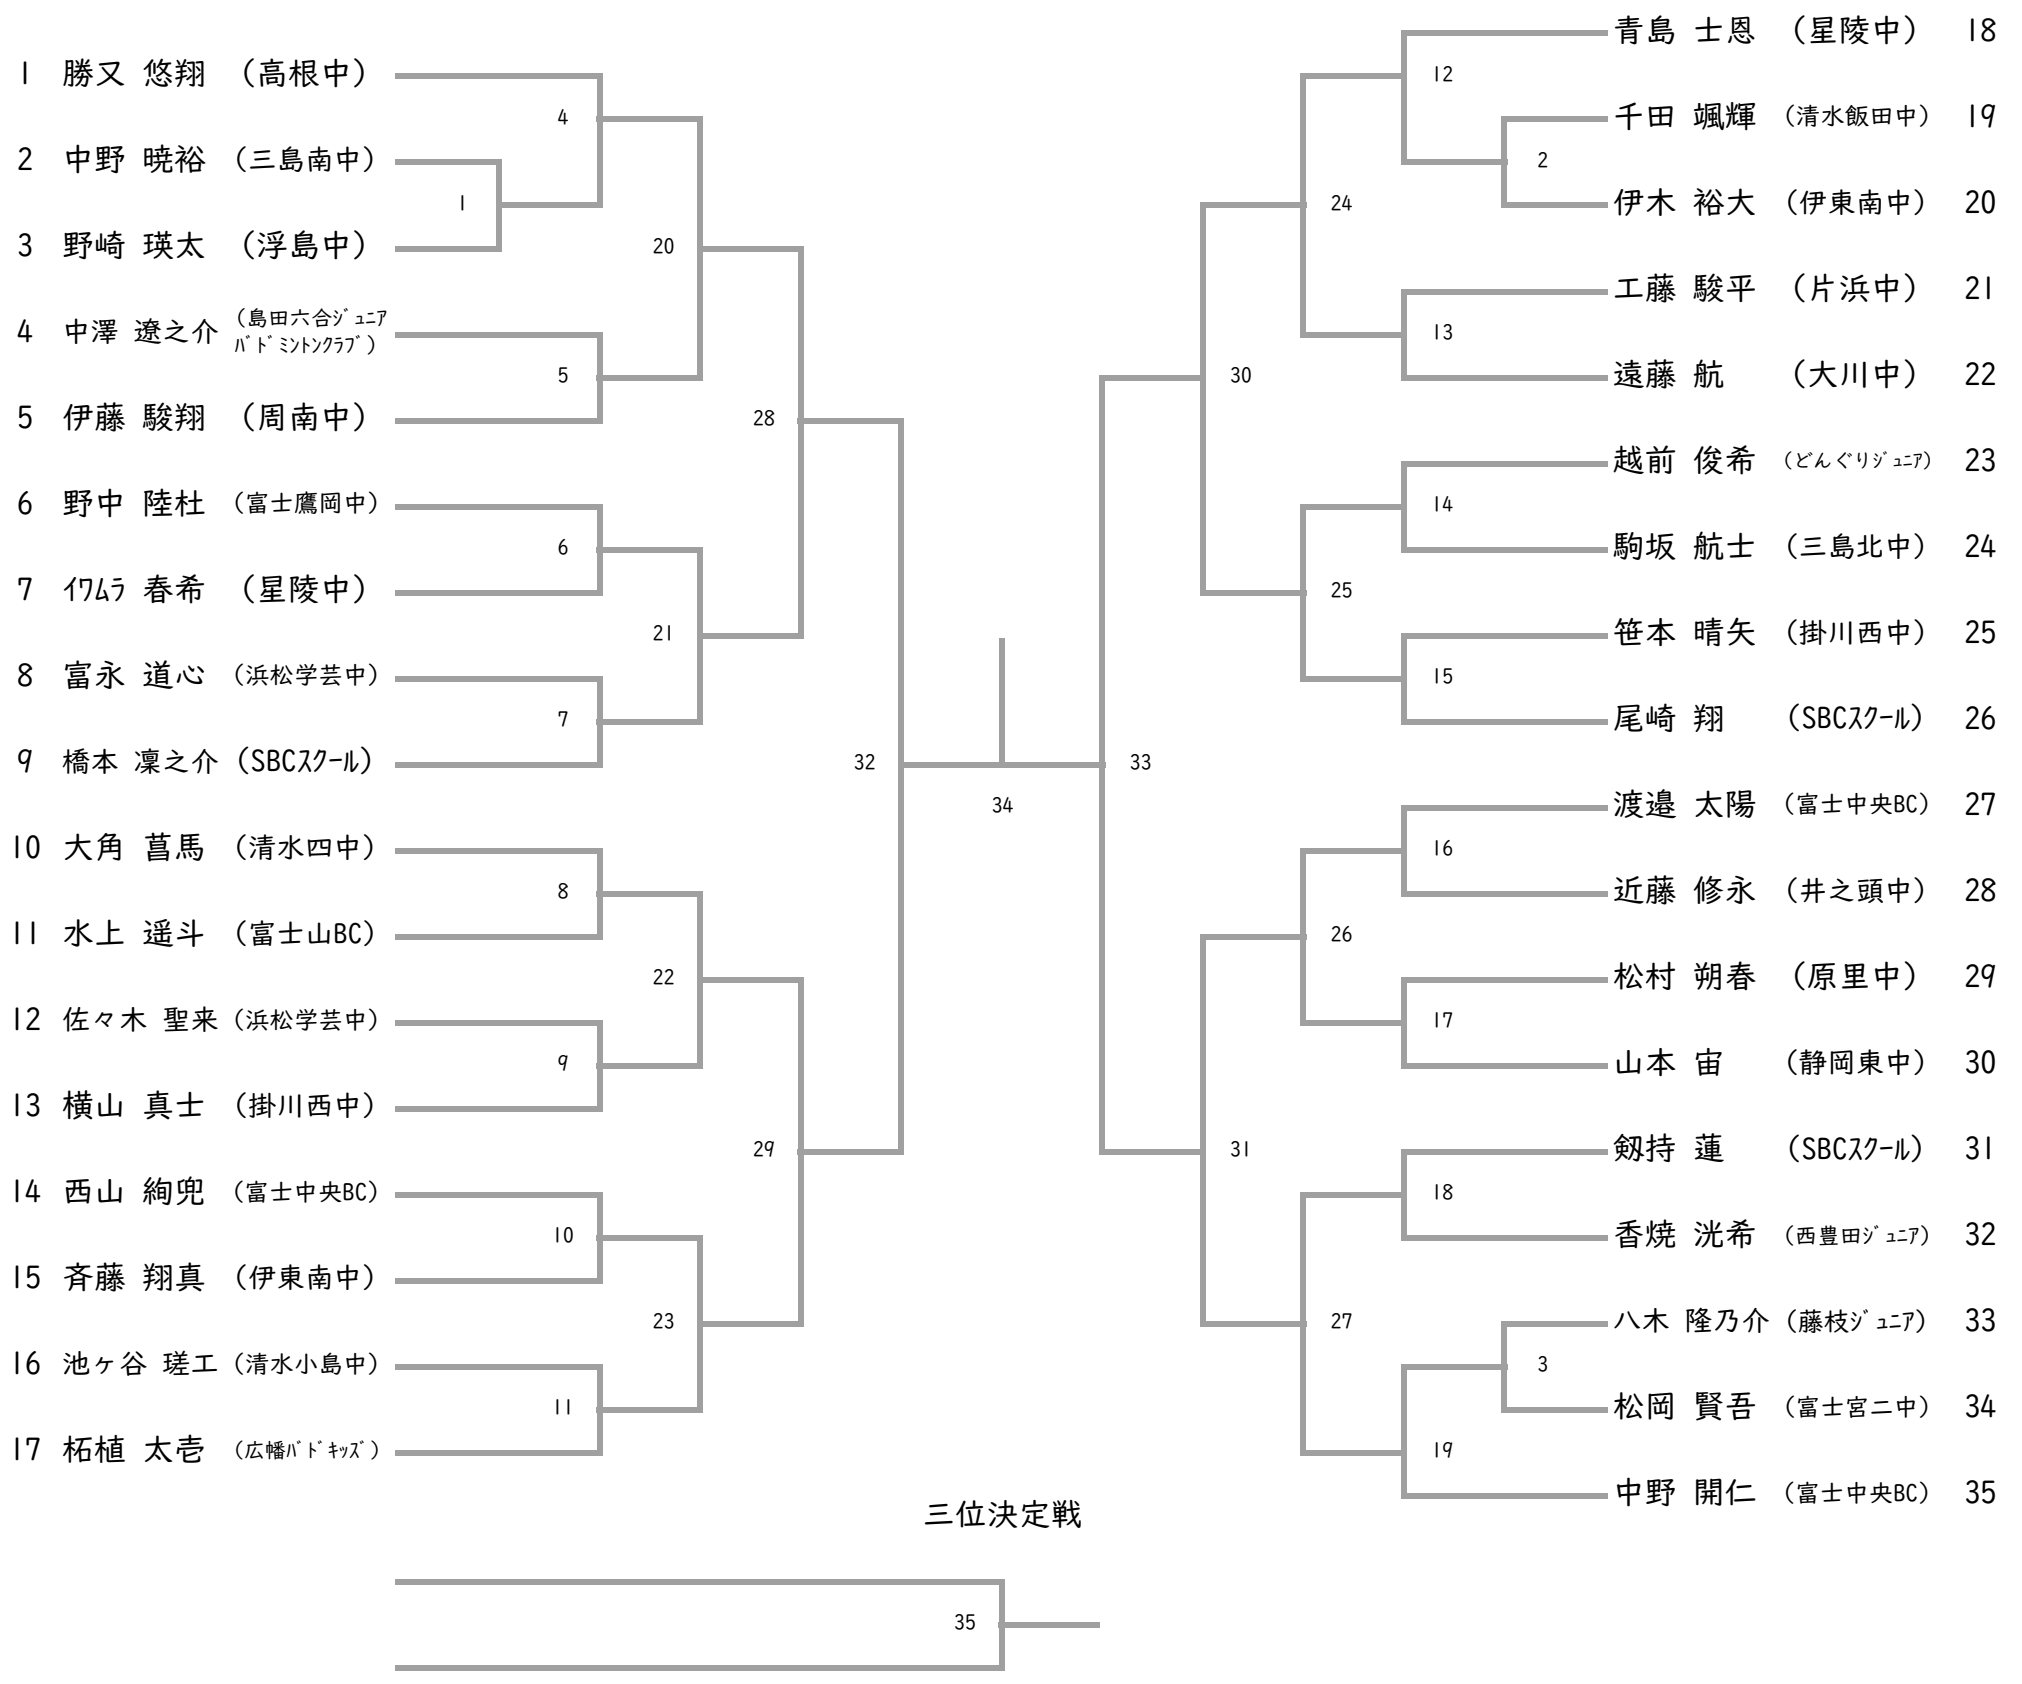 1 勝又 悠翔 （高根中）
2 中野 暁裕 （三島南中）
3 野崎 瑛太 （浮島中）
4 中澤 遼之介 （島田六合ｼﾞｭﾆｱ
ﾊﾞﾄﾞﾐﾝﾄﾝｸﾗﾌﾞ）
5 伊藤 駿翔 （周南中）
6 野中 陸杜 （富士鷹岡中）
7 ｲﾜﾑﾗ 春希 （星陵中）
8 富永 道心 （浜松学芸中）
9 橋本 凜之介 （SBCｽｸｰﾙ）
10 大角 菖馬 （清水四中）
11 水上 遥斗 （富士山BC）
12 佐々木 聖来 （浜松学芸中）
13 横山 真士 （掛川西中）
14 西山 絢兜 （富士中央BC）
15 斉藤 翔真 （伊東南中）
16 池ヶ谷 瑳工 （清水小島中）
17 柘植 太壱 （広幡ﾊﾞﾄﾞｷｯｽﾞ）
4
1
20
5
28
6
21
7
32
8
22
9
29
10
23
11
34
33
12
2
24
13
30
14
25
15
16
26
17
31
18
27
3
19
青島 士恩 （星陵中） 18
千田 颯輝 （清水飯田中） 19
伊木 裕大 （伊東南中） 20
工藤 駿平 （片浜中） 21
遠藤 航 （大川中） 22
越前 俊希 （どんぐりｼﾞｭﾆｱ） 23
駒坂 航士 （三島北中） 24
笹本 晴矢 （掛川西中） 25
尾崎 翔 （SBCｽｸｰﾙ） 26
渡邉 太陽 （富士中央BC） 27
近藤 修永 （井之頭中） 28
松村 朔春 （原里中） 29
山本 宙 （静岡東中） 30
剱持 蓮 （SBCｽｸｰﾙ） 31
香焼 洸希 （西豊田ｼﾞｭﾆｱ） 32
八木 隆乃介 （藤枝ｼﾞｭﾆｱ） 33
松岡 賢吾 （富士宮二中） 34
中野 開仁 （富士中央BC） 35
三位決定戦
35